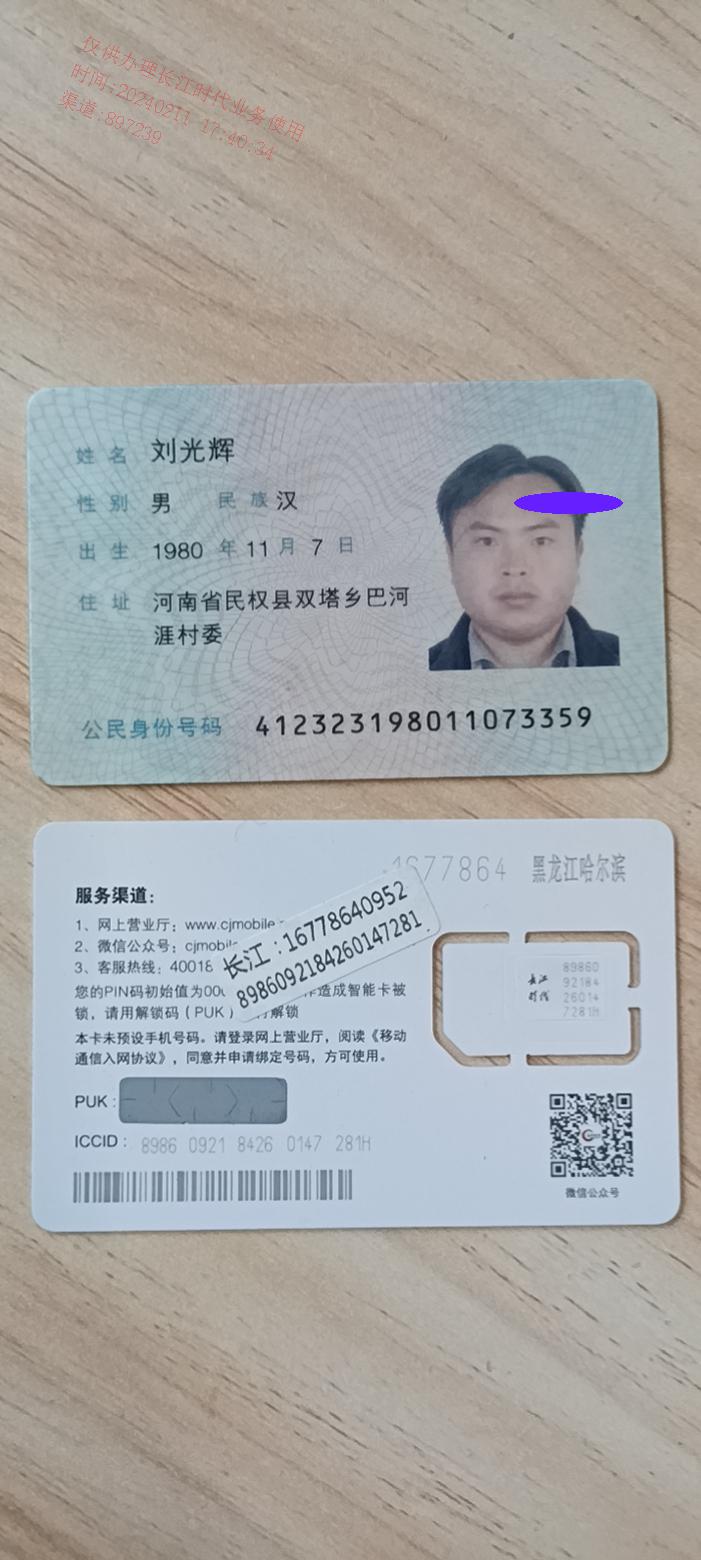 仅供办理长江时代业务使用
时间:20240211 17:40:34
渠道:897239
姓名 刘光辉
性别 男 民族 汉
出生 1980 年 11 月 7 日
住址 河南省民权县双塔乡巴河
涯村委
公民身份号码 412323198011073359
1677864 黑龙江哈尔滨
服务渠道：
1、网上营业厅：www.cjmobile
2、微信公众号：cjmobil
3、客服热线：40018
长江：16778640952
8986092184260147281
您的PIN码初始值为 作造成智能卡被
锁，请用解锁码（PUK） 解锁
本卡未预设手机号码。请登录网上营业厅，阅读《移动
通信入网协议》，同意并申请绑定号码，方可使用。
长江
时代
89860
92184
26014
7281H
PUK：
ICCID： 8986 0921 8426 0147 281H
微信公众号